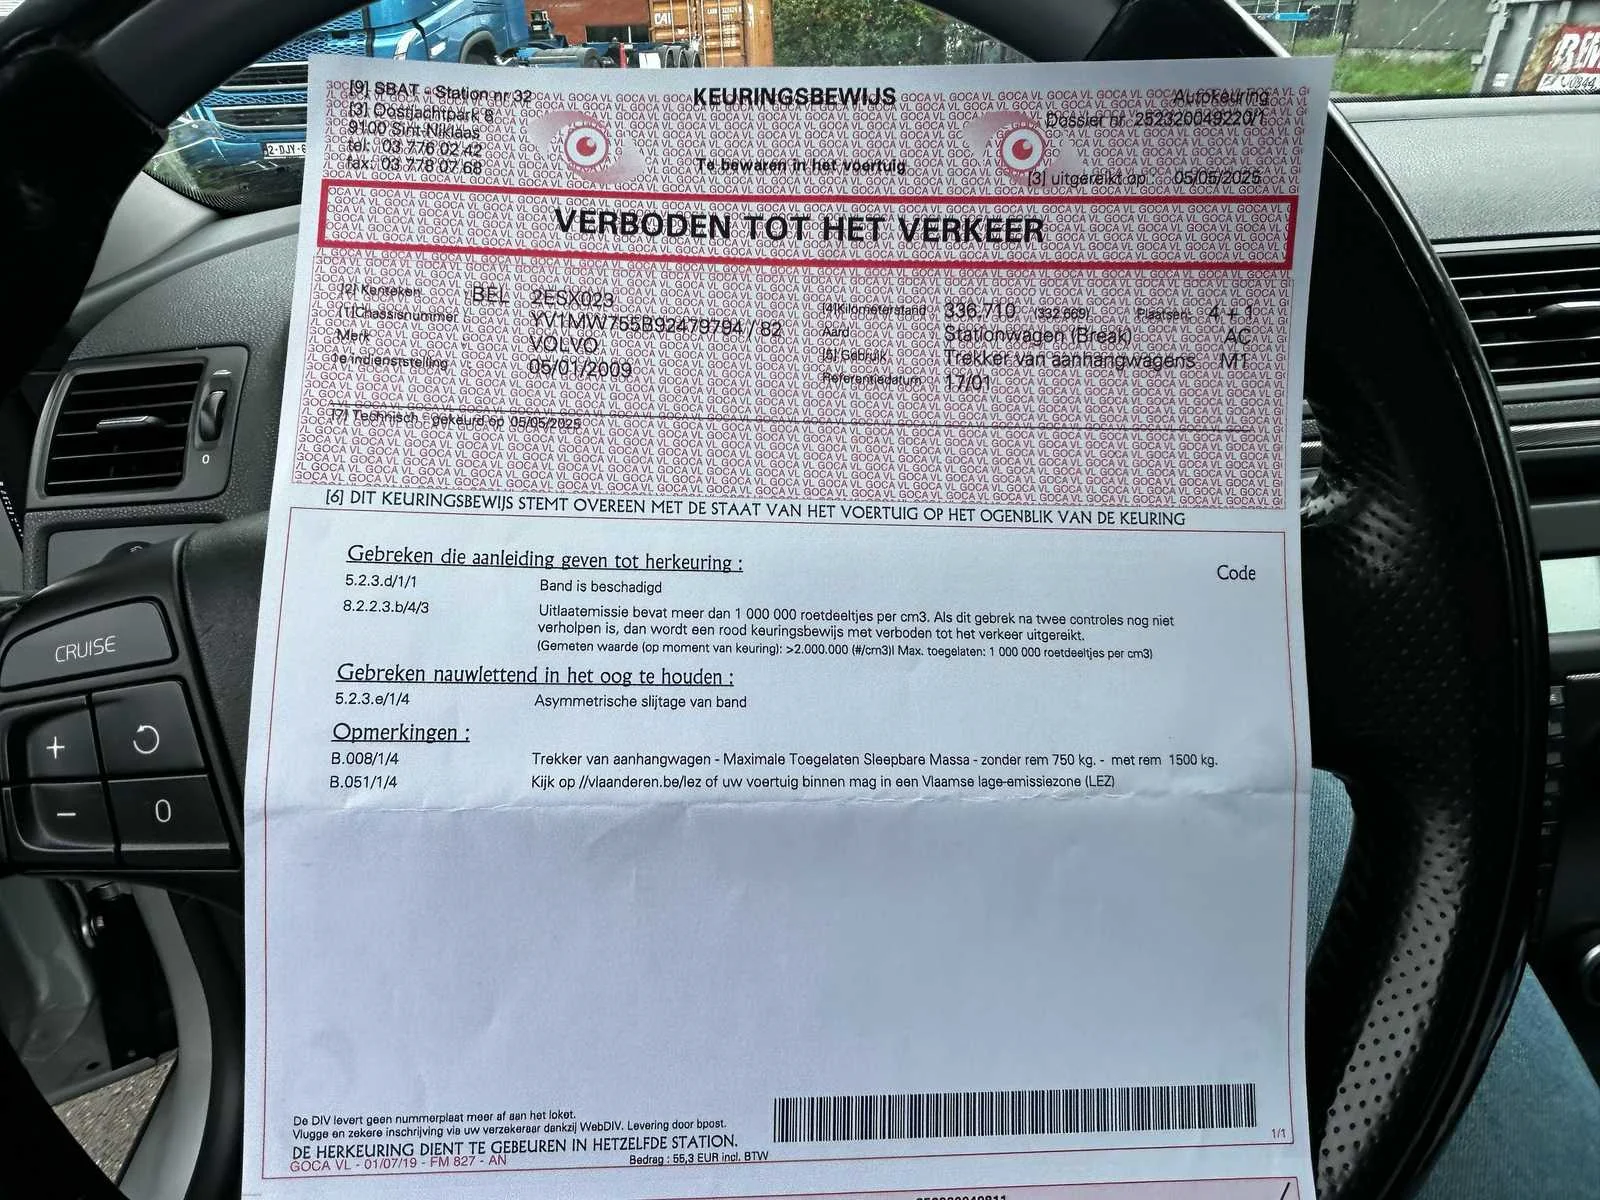 CAI
BEM
2-DJY-6
[9] SBAT - Station nr 32
[3] Oostjachtpark 8
9100 Sint-Niklaas
tel: 03 776 02 42
fax: 03 778 07 68
KEURINGSBEWIJS
Te bewaren in het voertuig
Autokeuring
Dossier nr. 252320049220/1
[3] uitgereikt op 05/05/2025
VERBODEN TOT HET VERKEER
[2] Kenteken BEL 2ESX023
[1] Chassisnummer YV1MW755B92479794 / 82
Merk VOLVO
1e indienststelling 05/01/2009
[4] Kilometerstand 336.710 (332.669) Plaatsen 4 + 1
Aard Stationwagen (Break) AC
[5] Gebruik Trekker van aanhangwagens M1
Referentiedatum 17/01
[7] Technisch gekeurd op 05/05/2025
[6] DIT KEURINGSBEWIJS STEMT OVEREEN MET DE STAAT VAN HET VOERTUIG OP HET OGENBLIK VAN DE KEURING
Gebreken die aanleiding geven tot herkeuring :
Code
5.2.3.d/1/1 Band is beschadigd
8.2.2.3.b/4/3 Uitlaatemissie bevat meer dan 1 000 000 roetdeeltjes per cm3. Als dit gebrek na twee controles nog niet
verholpen is, dan wordt een rood keuringsbewijs met verboden tot het verkeer uitgereikt.
(Gemeten waarde (op moment van keuring): >2.000.000 (#/cm3)| Max. toegelaten: 1 000 000 roetdeeltjes per cm3)
Gebreken nauwlettend in het oog te houden :
5.2.3.e/1/4 Asymmetrische slijtage van band
Opmerkingen :
B.008/1/4 Trekker van aanhangwagen - Maximale Toegelaten Sleepbare Massa - zonder rem 750 kg. - met rem 1500 kg.
B.051/1/4 Kijk op //vlaanderen.be/lez of uw voertuig binnen mag in een Vlaamse lage-emissiezone (LEZ)
De DIV levert geen nummerplaat meer af aan het loket.
Vlugge en zekere inschrijving via uw verzekeraar dankzij WebDIV. Levering door bpost.
DE HERKEURING DIENT TE GEBEUREN IN HETZELFDE STATION.
GOCA VL - 01/07/19 - FM 827 - AN
Bedrag : 55,3 EUR incl. BTW
1/1
CRUISE
+
−
0
0